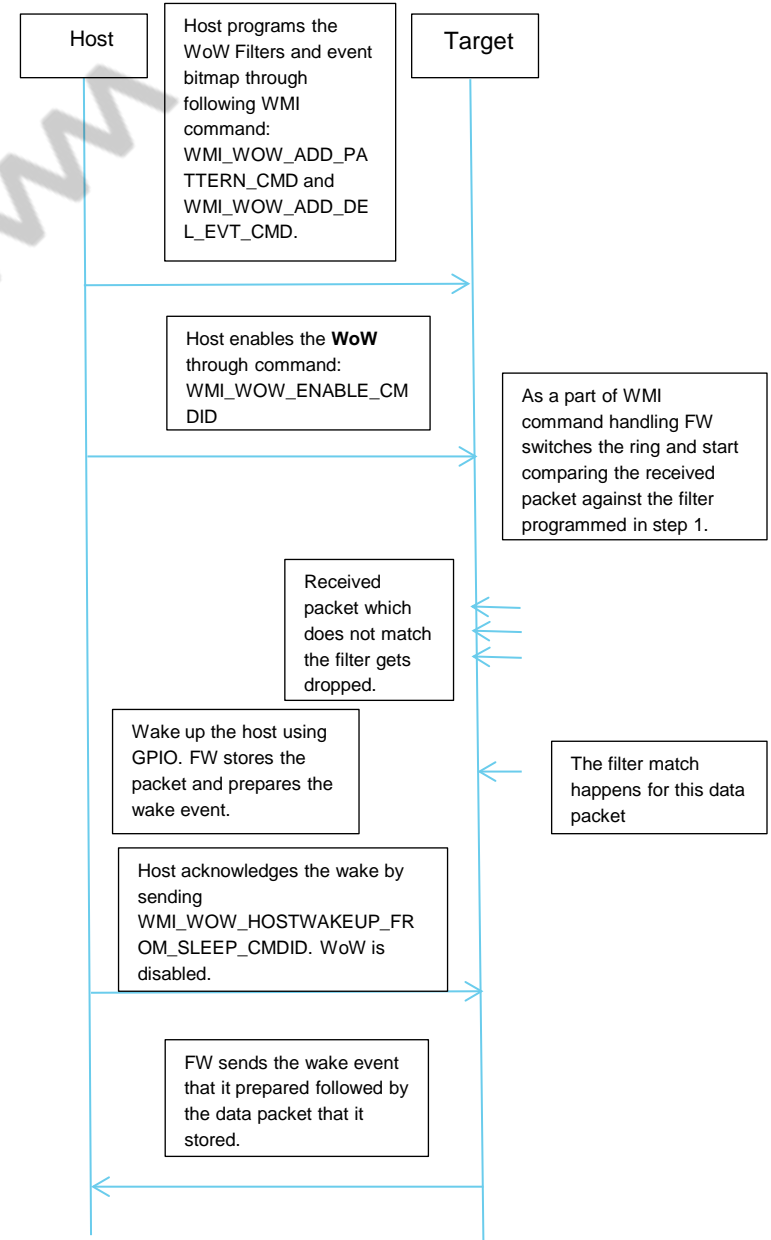 Host
Host programs the
WoW Filters and event
bitmap through
following WMI
command:
WMI_WOW_ADD_PA
TTERN_CMD and
WMI_WOW_ADD_DE
L_EVT_CMD.
Target
Host enables the WoW
through command:
WMI_WOW_ENABLE_CM
DID
As a part of WMI
command handling FW
switches the ring and start
comparing the received
packet against the filter
programmed in step 1.
Received
packet which
does not match
the filter gets
dropped.
Wake up the host using
GPIO. FW stores the
packet and prepares the
wake event.
The filter match
happens for this data
packet
Host acknowledges the wake by
sending
WMI_WOW_HOSTWAKEUP_FR
OM_SLEEP_CMDID. WoW is
disabled.
FW sends the wake event
that it prepared followed by
the data packet that it
stored.